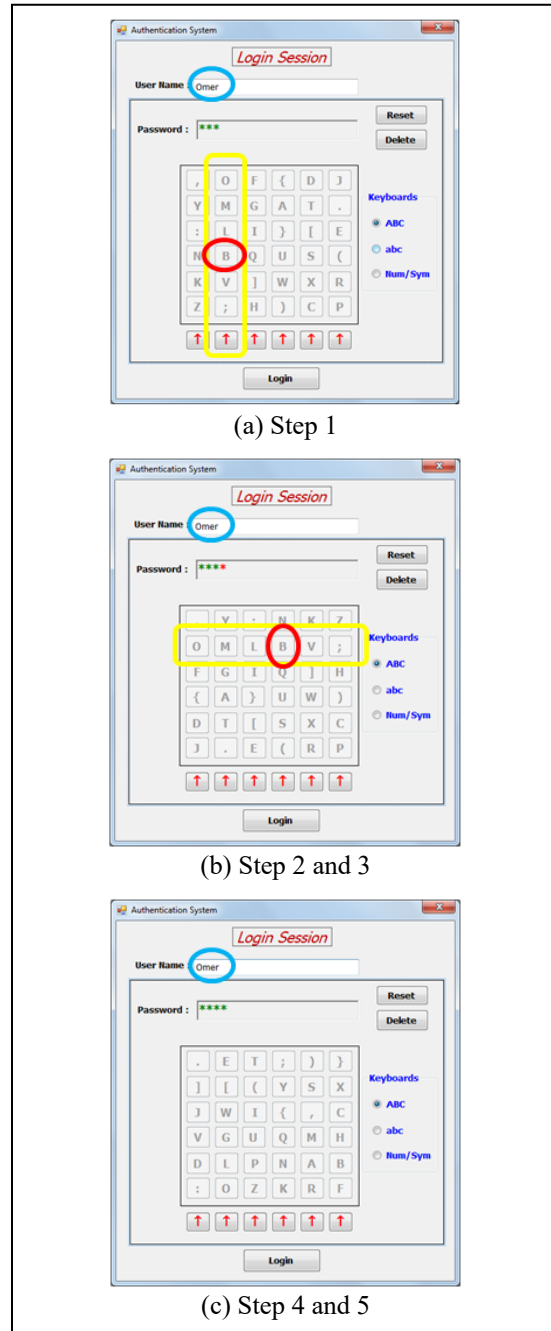 Authentication System
x
Login Session
User Name : Omer
Password : ***
Reset
Delete
, O F { D J
Y M G A T .
: L I } [ E
N B Q U S (
K V ] W X R
Z ; H ) C P
Keyboards
ABC
abc
Num/Sym
↑ ↑ ↑ ↑ ↑ ↑
Login
(a) Step 1
Authentication System
x
Login Session
User Name : Omer
Password : ****
Reset
Delete
, Y : N K Z
O M L B V ;
F G I Q ] H
{ A } U W )
D T [ S X C
J . E ( R P
Keyboards
ABC
abc
Num/Sym
↑ ↑ ↑ ↑ ↑ ↑
Login
(b) Step 2 and 3
Authentication System
x
Login Session
User Name : Omer
Password : ****
Reset
Delete
. E T ; ) }
] [ ( Y S X
J W I { , C
V G U Q M H
D L P N A B
: O Z K R F
Keyboards
ABC
abc
Num/Sym
↑ ↑ ↑ ↑ ↑ ↑
Login
(c) Step 4 and 5